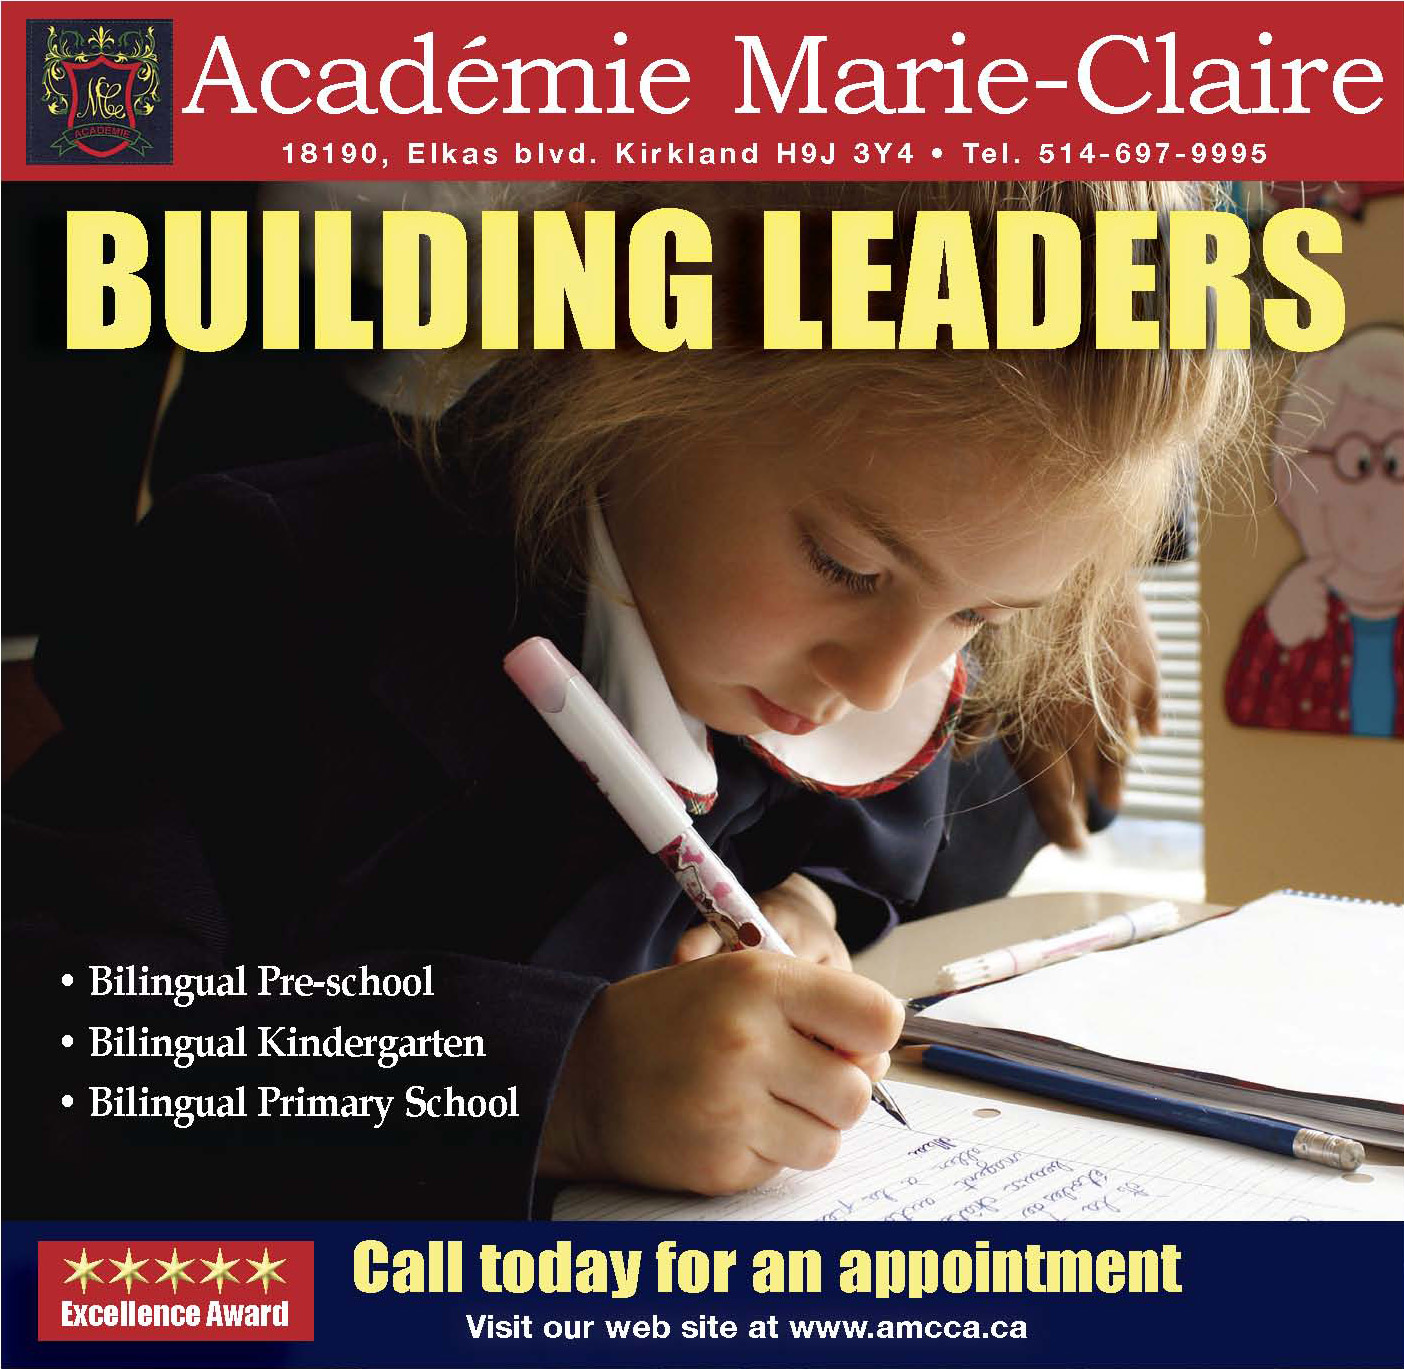 Académie Marie-Claire
ACADEMIE
18190, Elkas blvd. Kirkland H9J 3Y4 • Tel. 514-697-9995
BUILDING LEADERS
• Bilingual Pre-school
• Bilingual Kindergarten
• Bilingual Primary School
Excellence Award
Call today for an appointment
Visit our web site at www.amcca.ca